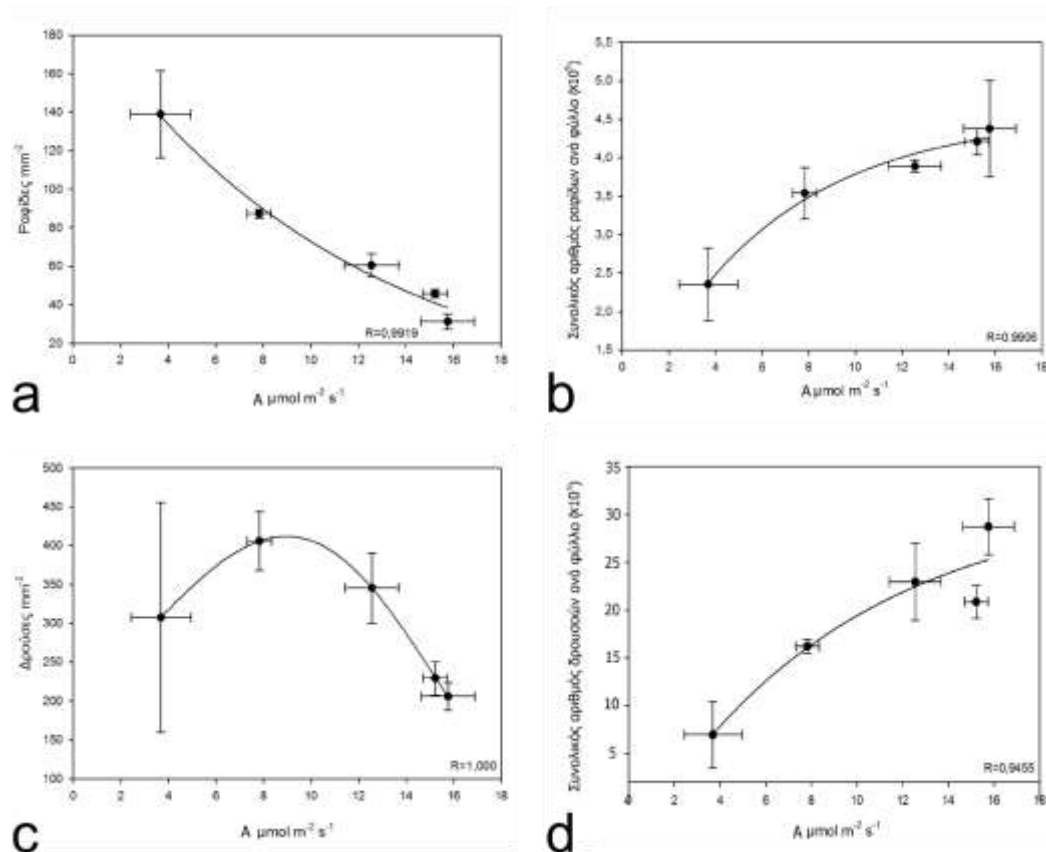 180
160
140
120
100
80
60
40
20
Ραφίδες mm⁻²
R=0,9919
0 2 4 6 8 10 12 14 16 18
A μmol m⁻² s⁻¹
a
5,0
4,5
4,0
3,5
3,0
2,5
2,0
1,5
Συνολικός αριθμός ραφίδων ανά φύλλο
0 2 4 6 8 10 12 14 16 18
A μmol m⁻² s⁻¹
b
500
450
400
350
300
250
200
150
100
Δρούσες mm⁻²
R=1,000
0 2 4 6 8 10 12 14 16 18
A μmol m⁻² s⁻¹
c
35
30
25
20
15
10
5
Συνολικός αριθμός δρουσών ανά φύλλο
R=0,9455
0 2 4 6 8 10 12 14 16 18
A μmol m⁻² s⁻¹
d